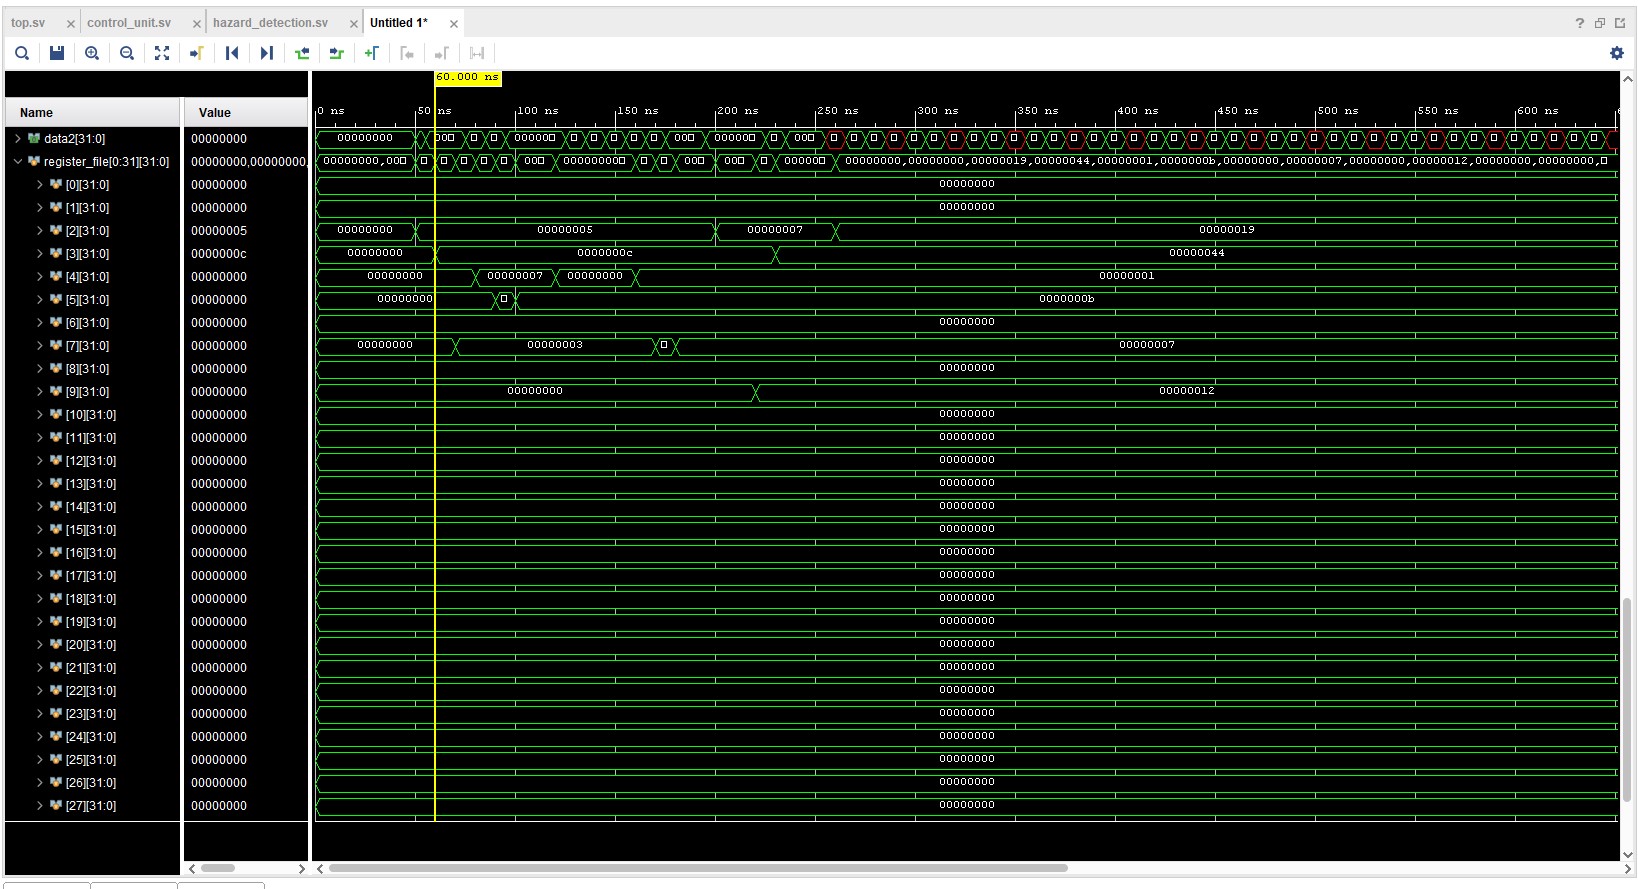 top.sv control_unit.sv hazard_detection.sv Untitled 1*
60.000 ns
Name Value 0 ns 50 ns 100 ns 150 ns 200 ns 250 ns 300 ns 350 ns 400 ns 450 ns 500 ns 550 ns 600 ns
data2[31:0] 00000000 00000000 000000 000000
register_file[0:31][31:0] 00000000,00000000, 00000000,00 000000000 000000 00000000,00000000,00000019,00000044,00000001,0000000b,00000000,00000007,00000000,00000012,00000000,00000000,0
[0][31:0] 00000000 00000000
[1][31:0] 00000000 00000000
[2][31:0] 00000005 00000000 00000005 00000007 00000019
[3][31:0] 0000000c 00000000 0000000c 00000044
[4][31:0] 00000000 00000000 00000007 00000000 00000001
[5][31:0] 00000000 00000000 0000000b
[6][31:0] 00000000 00000000
[7][31:0] 00000000 00000000 00000003 00000007
[8][31:0] 00000000 00000000
[9][31:0] 00000000 00000000 00000012
[10][31:0] 00000000 00000000
[11][31:0] 00000000 00000000
[12][31:0] 00000000 00000000
[13][31:0] 00000000 00000000
[14][31:0] 00000000 00000000
[15][31:0] 00000000 00000000
[16][31:0] 00000000 00000000
[17][31:0] 00000000 00000000
[18][31:0] 00000000 00000000
[19][31:0] 00000000 00000000
[20][31:0] 00000000 00000000
[21][31:0] 00000000 00000000
[22][31:0] 00000000 00000000
[23][31:0] 00000000 00000000
[24][31:0] 00000000 00000000
[25][31:0] 00000000 00000000
[26][31:0] 00000000 00000000
[27][31:0] 00000000 00000000